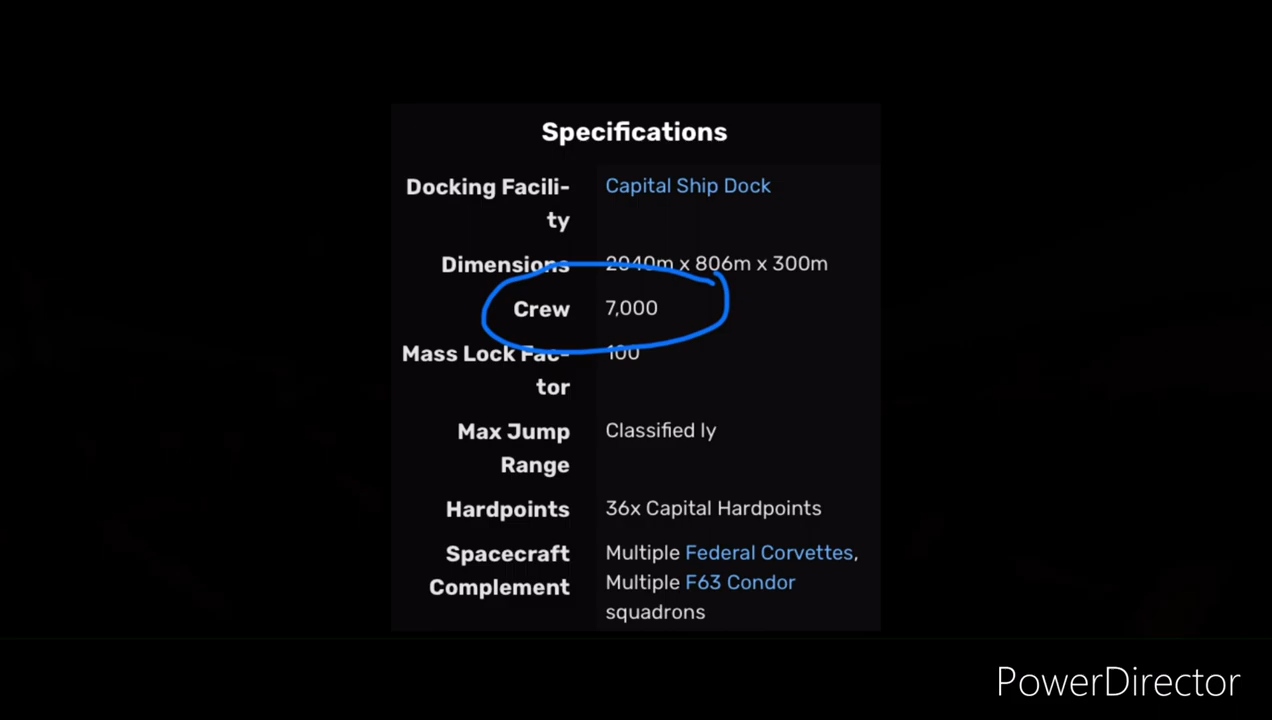 Specifications
Docking Facili- Capital Ship Dock
ty
Dimensions 2040m x 806m x 300m
Crew 7,000
Mass Lock Fac- 100
tor
Max Jump Classified ly
Range
Hardpoints 36x Capital Hardpoints
Spacecraft Multiple Federal Corvettes,
Complement Multiple F63 Condor
squadrons
PowerDirector